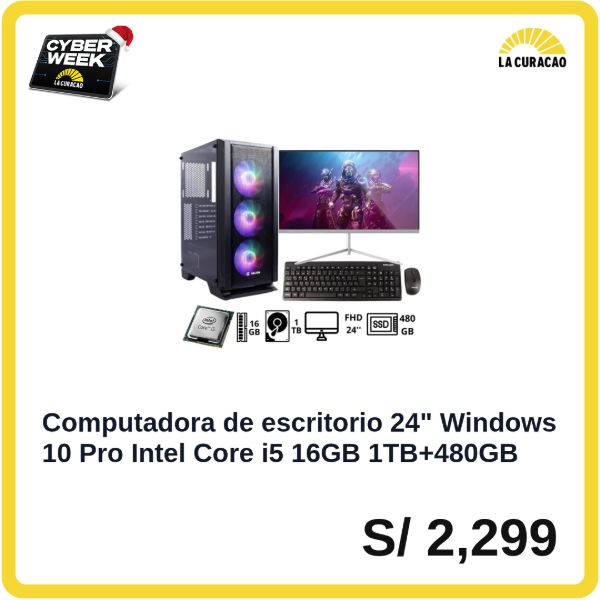 CYBER
WEEK
LA CURACAO
LA CURACAO
intel
16
GB
1
TB
FHD
24''
SSD
480
GB
Computadora de escritorio 24" Windows
10 Pro Intel Core i5 16GB 1TB+480GB
S/ 2,299